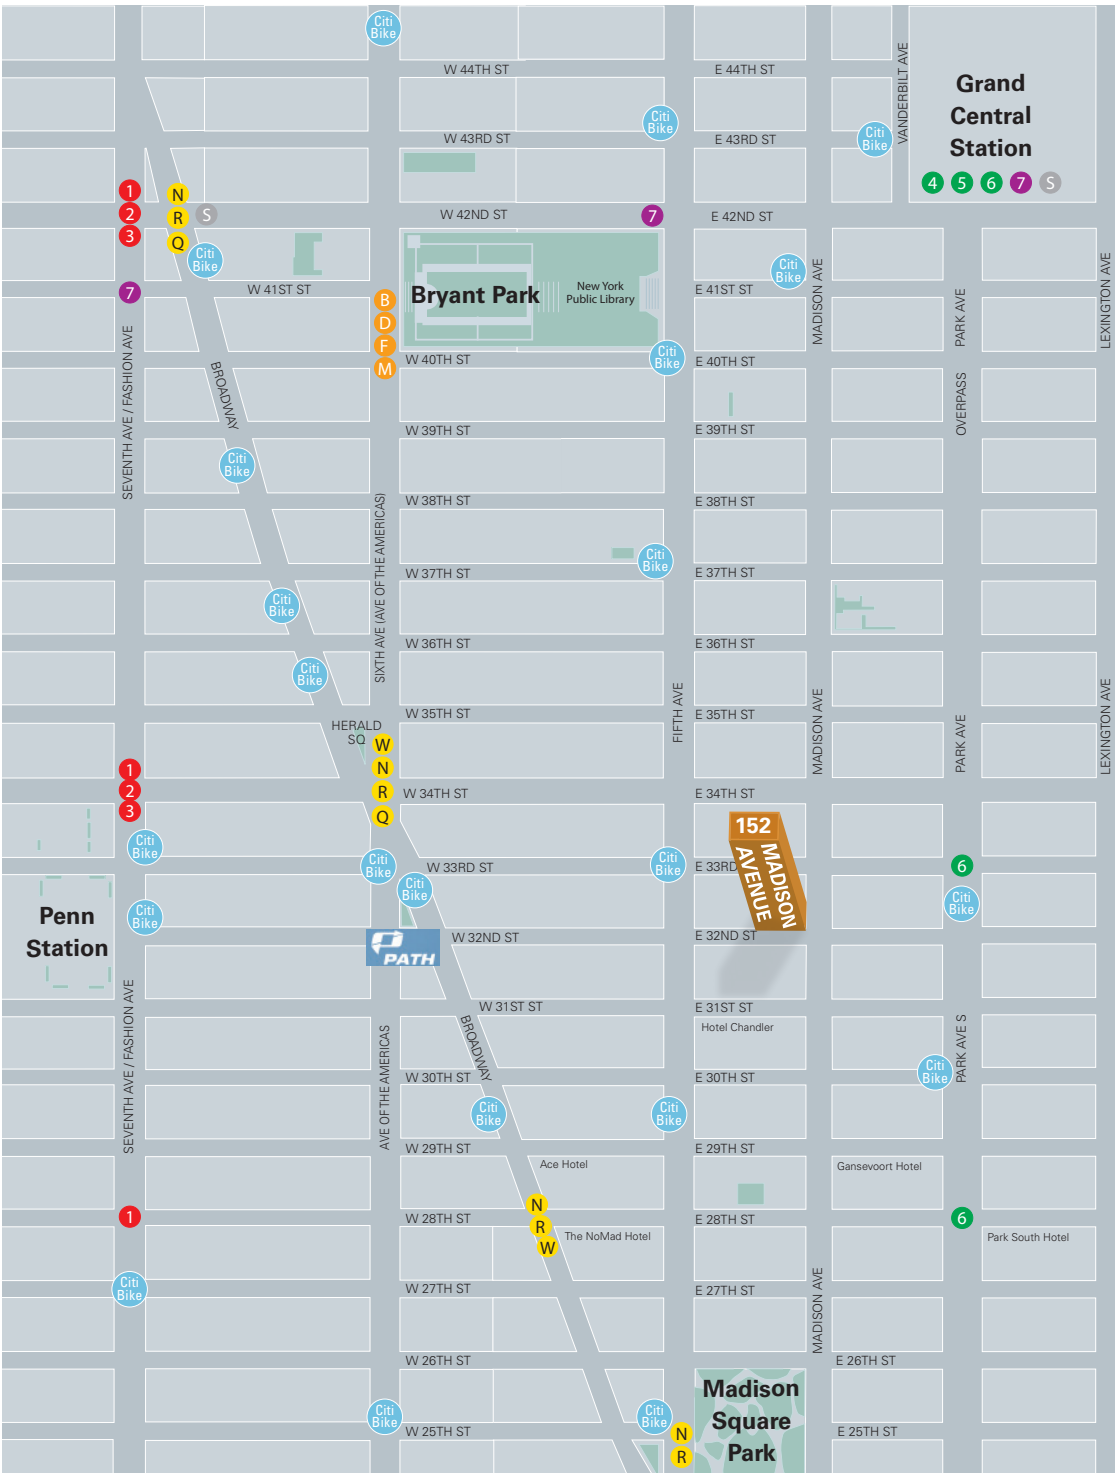 Citi
Bike
W 44TH ST
E 44TH ST
VANDERBILT AVE
Grand
Central
Station
4 5 6 7 S
Citi
Bike
Citi
Bike
W 43RD ST
E 43RD ST
1
2
3
N
R
Q
S
W 42ND ST
7
E 42ND ST
Citi
Bike
Citi
Bike
7
W 41ST ST
B
D
F
M
Bryant Park
New York
Public Library
E 41ST ST
MADISON AVE
PARK AVE
LEXINGTON AVE
SEVENTH AVE / FASHION AVE
BROADWAY
W 40TH ST
Citi
Bike
E 40TH ST
OVERPASS
W 39TH ST
E 39TH ST
Citi
Bike
W 38TH ST
E 38TH ST
SIXTH AVE (AVE OF THE AMERICAS)
Citi
Bike
W 37TH ST
E 37TH ST
Citi
Bike
W 36TH ST
E 36TH ST
Citi
Bike
FIFTH AVE
MADISON AVE
PARK AVE
LEXINGTON AVE
W 35TH ST
E 35TH ST
HERALD
SQ
W
N
R
Q
1
2
3
W 34TH ST
E 34TH ST
152
MADISON
AVENUE
Citi
Bike
Citi
Bike
W 33RD ST
Citi
Bike
E 33RD
6
Citi
Bike
Citi
Bike
Citi
Bike
Penn
Station
PATH
W 32ND ST
E 32ND ST
SEVENTH AVE / FASHION AVE
W 31ST ST
E 31ST ST
Hotel Chandler
AVE OF THE AMERICAS
BROADWAY
PARK AVE S
Citi
Bike
W 30TH ST
E 30TH ST
Citi
Bike
Citi
Bike
W 29TH ST
E 29TH ST
Ace Hotel
Gansevoort Hotel
1
N
R
W
W 28TH ST
E 28TH ST
6
The NoMad Hotel
Park South Hotel
Citi
Bike
W 27TH ST
E 27TH ST
MADISON AVE
W 26TH ST
E 26TH ST
Madison
Square
Park
Citi
Bike
Citi
Bike
W 25TH ST
N
R
E 25TH ST